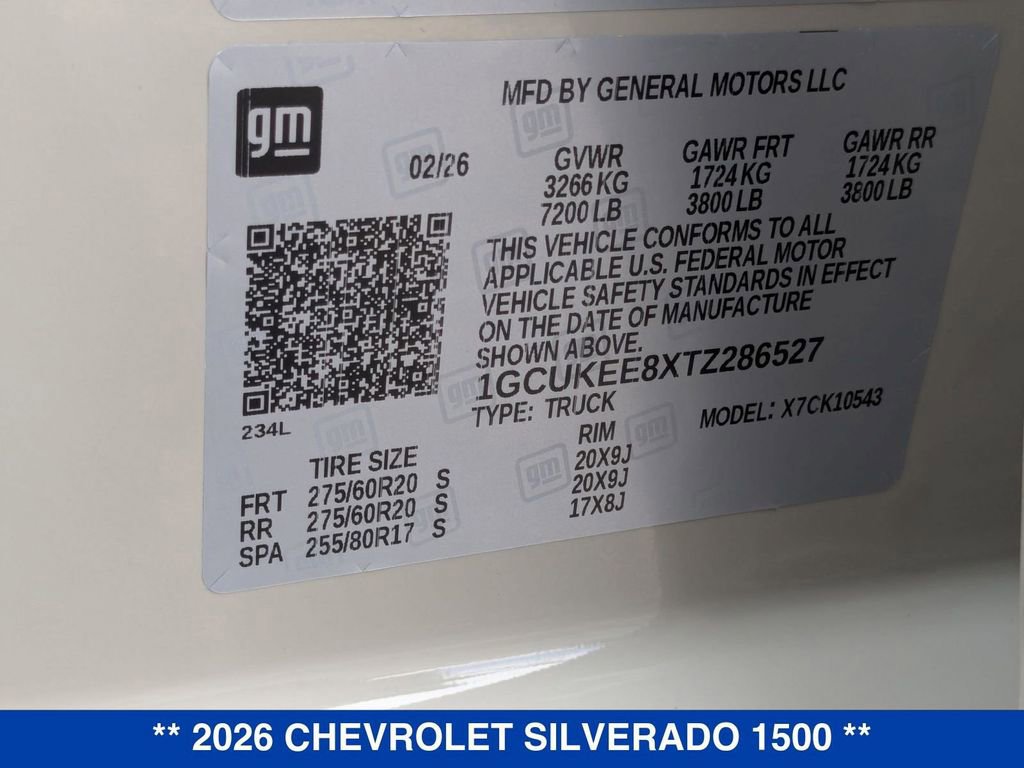 gm
MFD BY GENERAL MOTORS LLC
02/26
GVWR
3266 KG
7200 LB
GAWR FRT
1724 KG
3800 LB
GAWR RR
1724 KG
3800 LB
THIS VEHICLE CONFORMS TO ALL
APPLICABLE U.S. FEDERAL MOTOR
VEHICLE SAFETY STANDARDS IN EFFECT
ON THE DATE OF MANUFACTURE
SHOWN ABOVE.
1GCUKEE8XTZ286527
TYPE: TRUCK MODEL: X7CK10543
234L
TIRE SIZE RIM
FRT 275/60R20 S 20X9J
RR 275/60R20 S 20X9J
SPA 255/80R17 S 17X8J
** 2026 CHEVROLET SILVERADO 1500 **